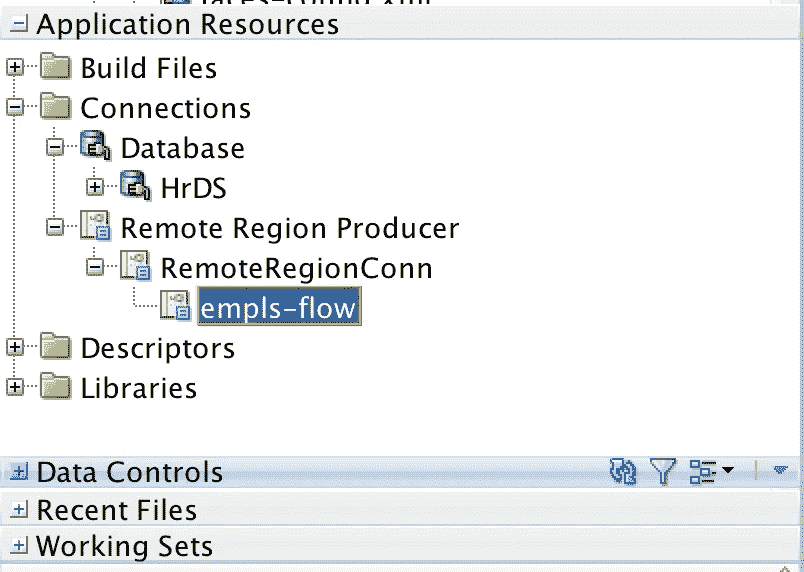 Application Resources
Build Files
Connections
Database
HrDS
Remote Region Producer
RemoteRegionConn
empls-flow
Descriptors
Libraries
Data Controls
Recent Files
Working Sets